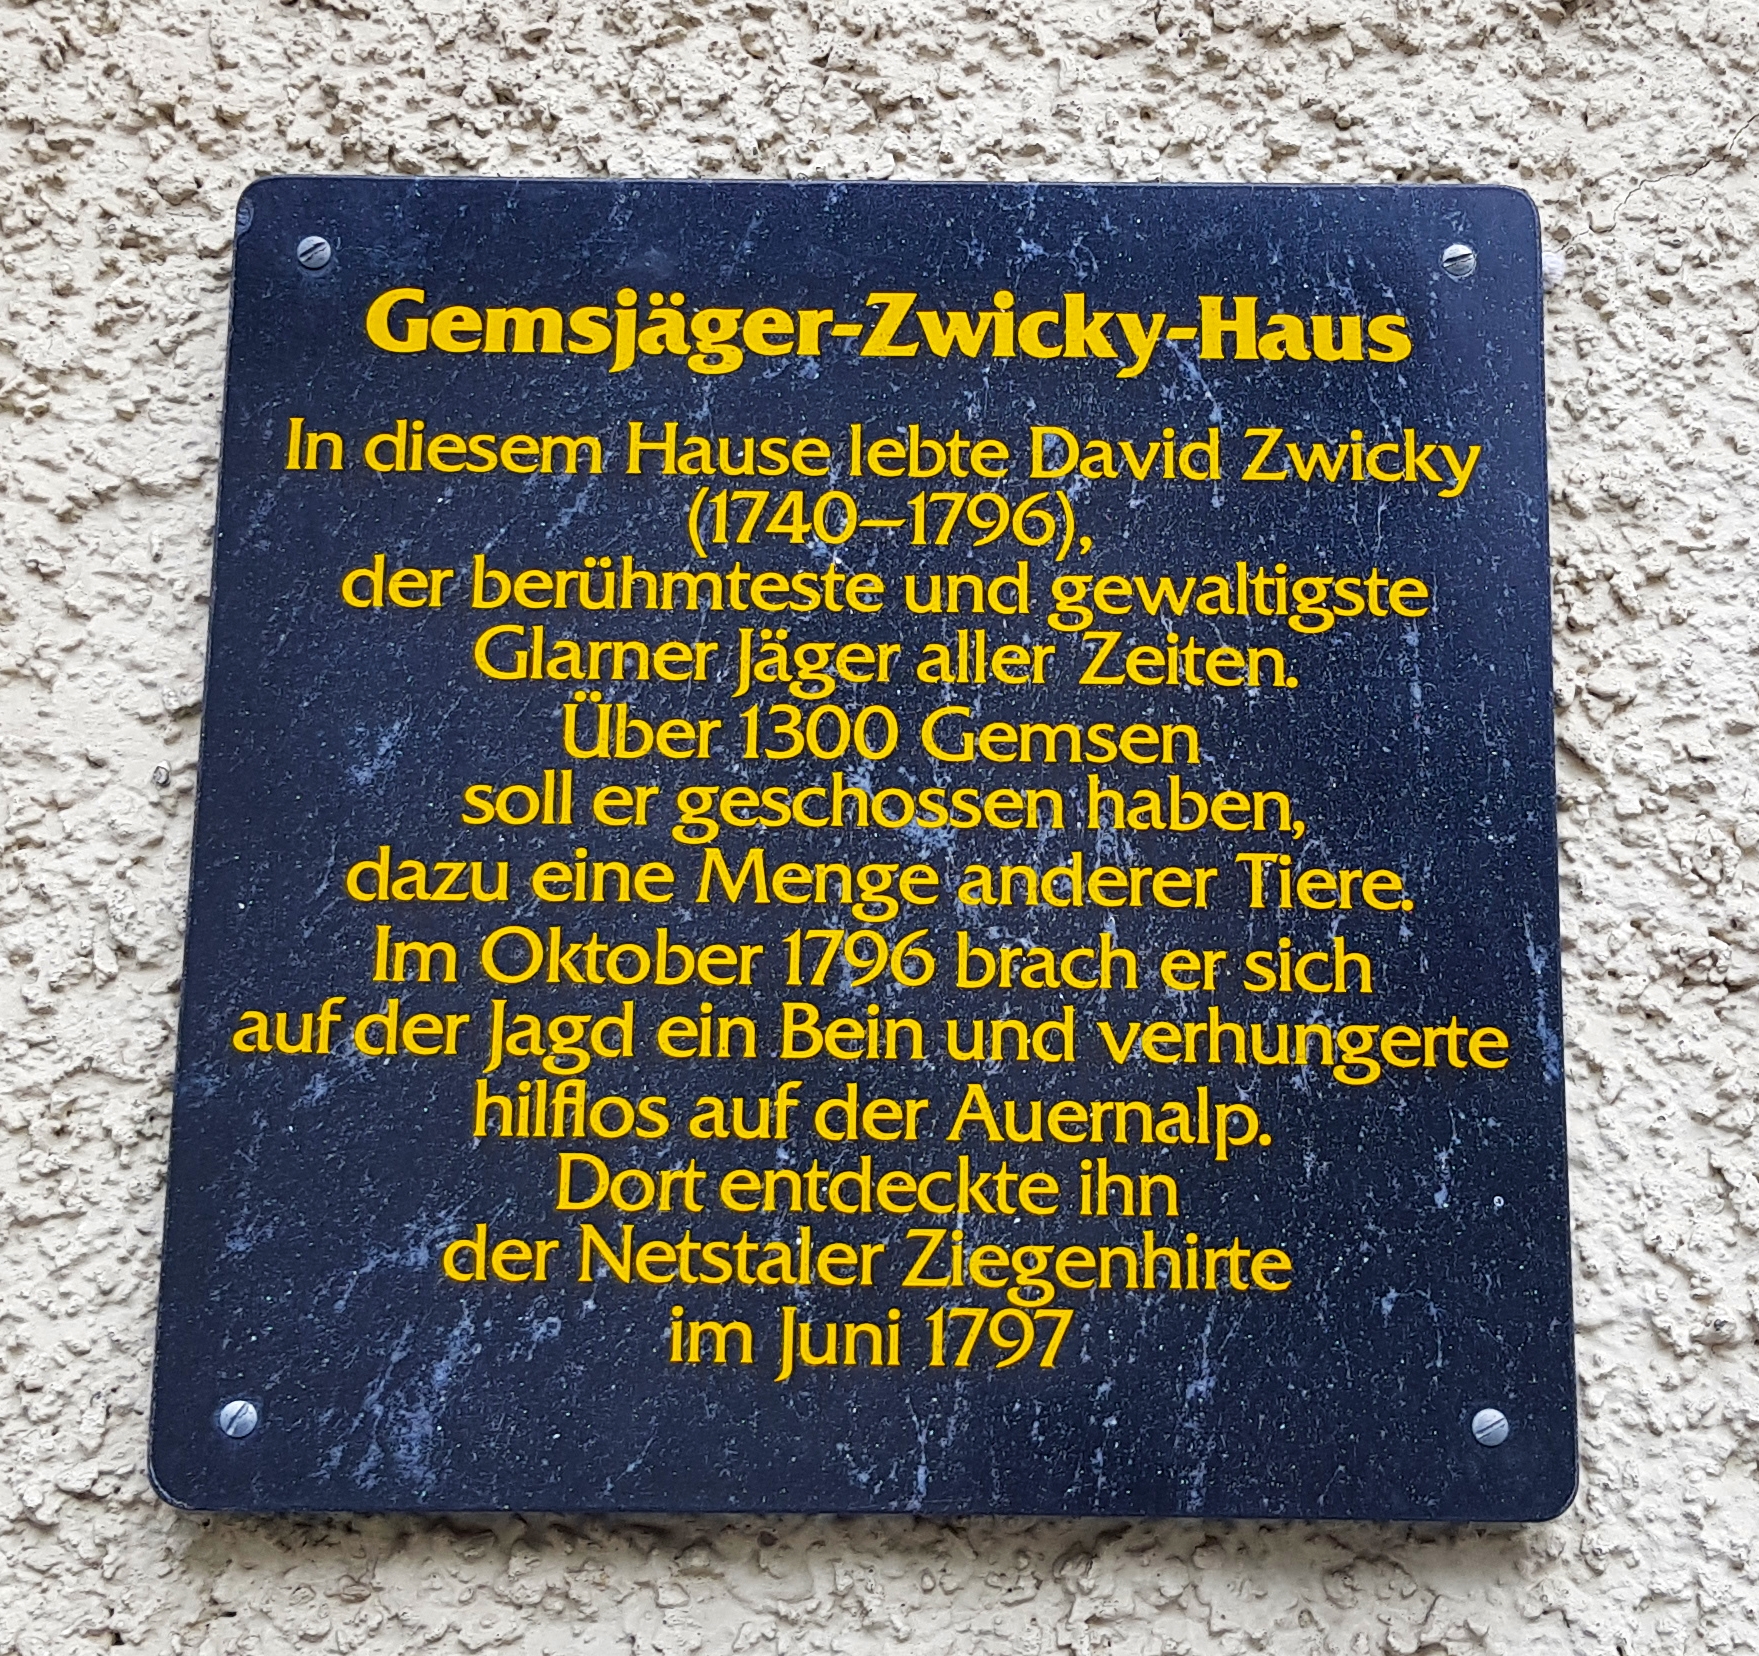 Gemsjäger-Zwicky-Haus
In diesem Hause lebte David Zwicky
(1740–1796),
der berühmteste und gewaltigste
Glarner Jäger aller Zeiten.
Über 1300 Gemsen
soll er geschossen haben,
dazu eine Menge anderer Tiere.
Im Oktober 1796 brach er sich
auf der Jagd ein Bein und verhungerte
hilflos auf der Auernalp.
Dort entdeckte ihn
der Netstaler Ziegenhirte
im Juni 1797